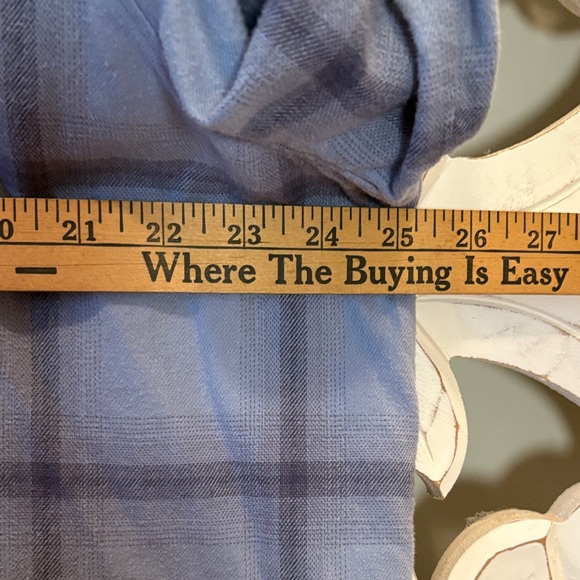 0 21 22 23 24 25 26 27
— Where The Buying Is Easy